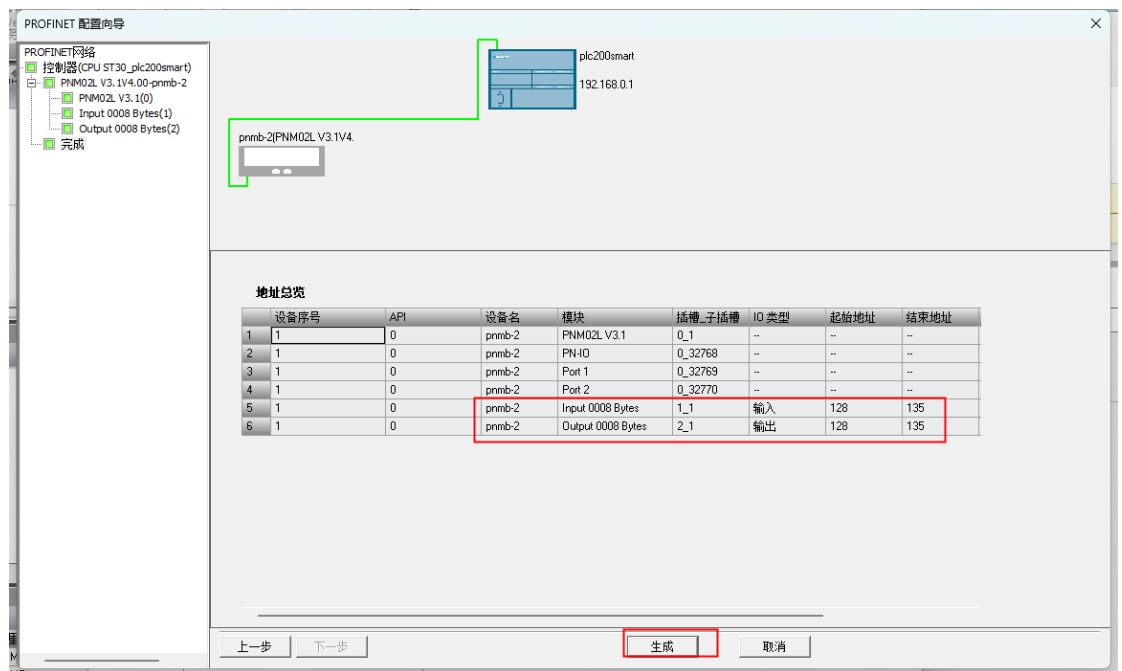 PROFINET 配置向导
PROFINET网络
控制器(CPU ST30_plc200smart)
PNM02L V3.1V4.00-pnmb-2
PNM02L V3.1(0)
Input 0008 Bytes(1)
Output 0008 Bytes(2)
完成
plc200smart
192.168.0.1
pnmb-2(PNM02L V3.1V4.
地址总览
设备序号 API 设备名 模块 插槽_子插槽 IO 类型 起始地址 结束地址
1 1 0 pnmb-2 PNM02L V3.1 0_1 -- -- --
2 1 0 pnmb-2 PN-IO 0_32768 -- -- --
3 1 0 pnmb-2 Port 1 0_32769 -- -- --
4 1 0 pnmb-2 Port 2 0_32770 -- -- --
5 1 0 pnmb-2 Input 0008 Bytes 1_1 输入 128 135
6 1 0 pnmb-2 Output 0008 Bytes 2_1 输出 128 135
上一步 下一步 生成 取消